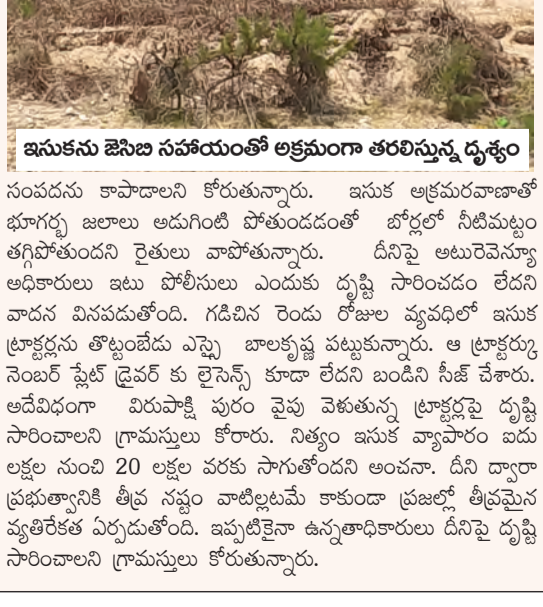 ఇసుకను జెసిబి సహాయంతో అక్రమంగా తరలిస్తున్న దృశ్యం
సంపదను కాపాడాలని కోరుతున్నారు. ఇసుక అక్రమరవాణాతో
భూగర్భ జలాలు అడుగింటి పోతుండడంతో బోర్లలో నీటిమట్టం
తగ్గిపోతుందని రైతులు వాపోతున్నారు. దీనిపై అటురెవెన్యూ
అధికారులు ఇటు పోలీసులు ఎందుకు దృష్టి సారించడం లేదని
వాదన వినపడుతోంది. గడిచిన రెండు రోజుల వ్యవధిలో ఇసుక
ట్రాక్టర్లను తొట్టంబేడు ఎస్సై బాలకృష్ణ పట్టుకున్నారు. ఆ ట్రాక్టర్కు
నెంబర్ ప్లేట్ డ్రైవర్ కు లైసెన్స్ కూడా లేదని బండిని సీజ్ చేశారు.
అదేవిధంగా విరుపాక్షి పురం వైపు వెళుతున్న ట్రాక్టర్లపై దృష్టి
సారించాలని గ్రామస్తులు కోరారు. నిత్యం ఇసుక వ్యాపారం ఐదు
లక్షల నుంచి 20 లక్షల వరకు సాగుతోందని అంచనా. దీని ద్వారా
ప్రభుత్వానికి తీవ్ర నష్టం వాటిల్లటమే కాకుండా ప్రజల్లో తీవ్రమైన
వ్యతిరేకత ఏర్పడుతోంది. ఇప్పటికైనా ఉన్నతాధికారులు దీనిపై దృష్టి
సారించాలని గ్రామస్తులు కోరుతున్నారు.